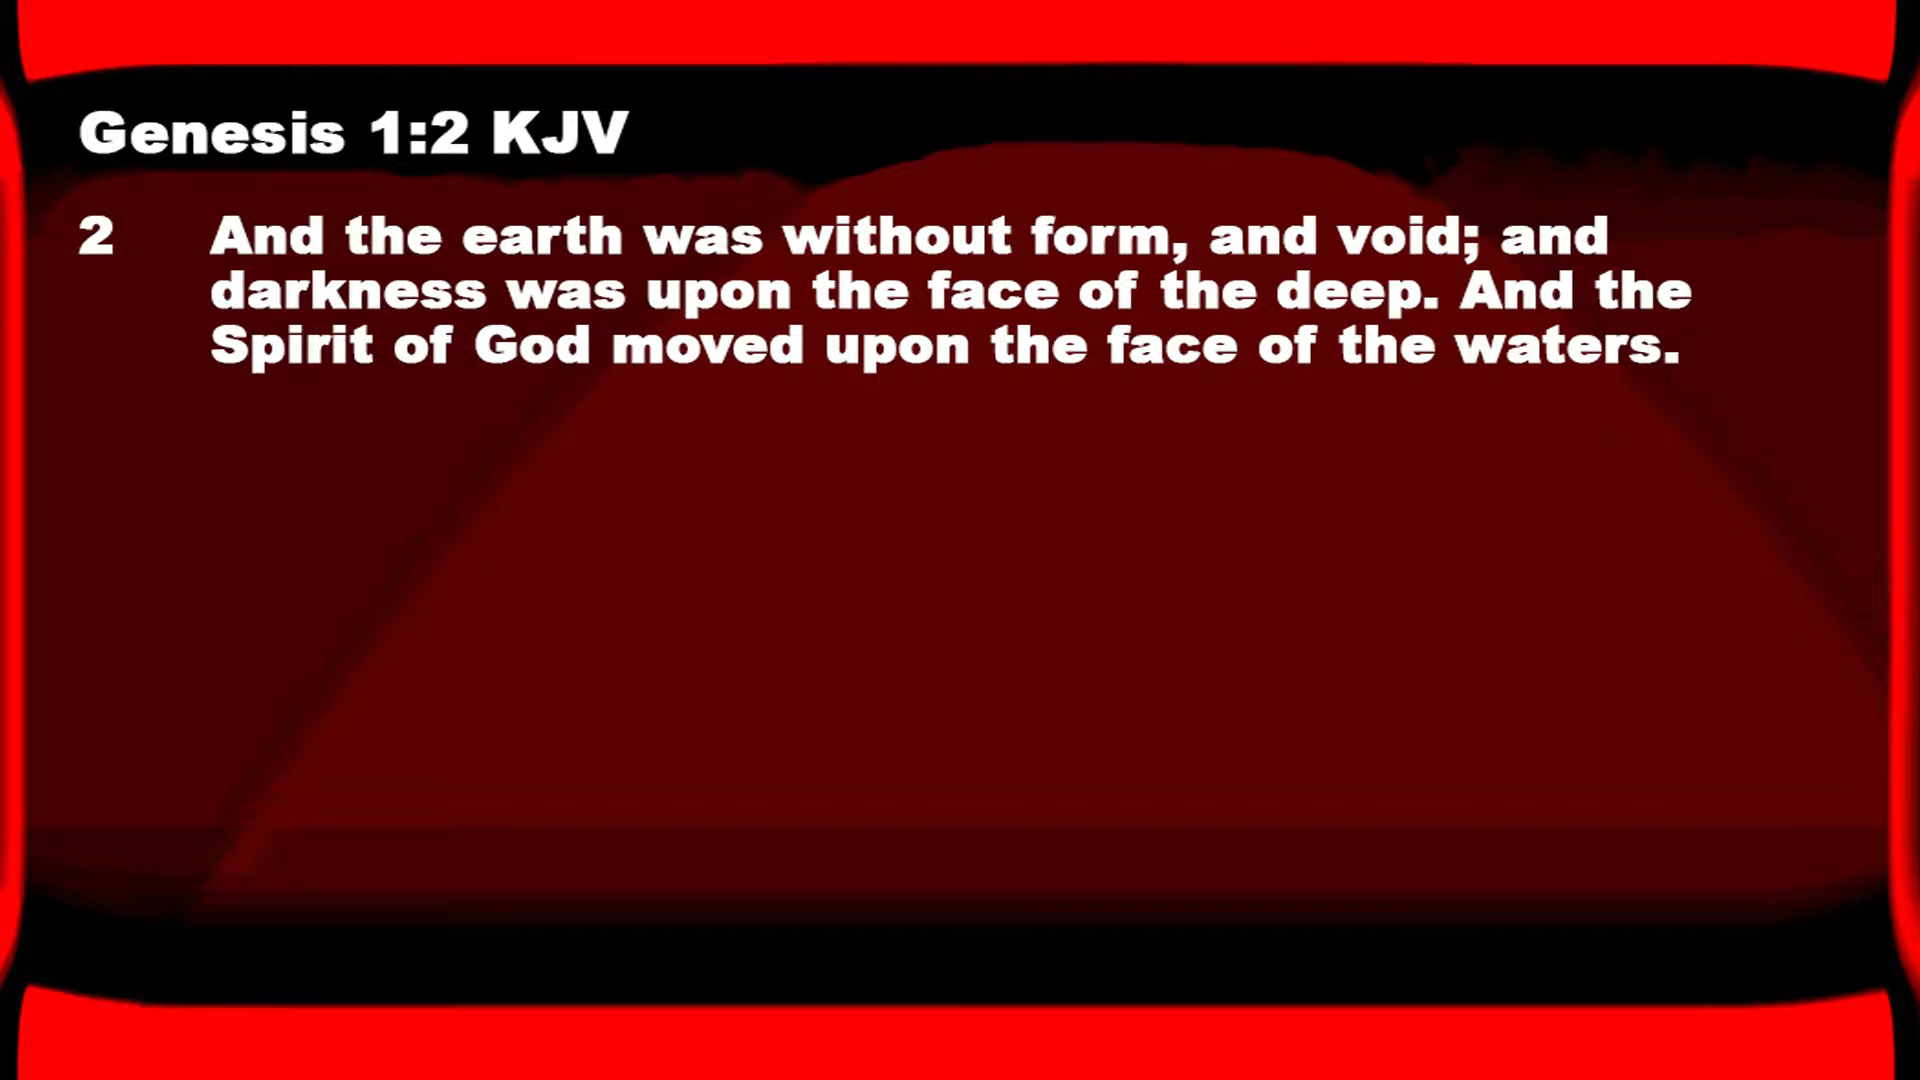 Genesis 1:2 KJV
2 And the earth was without form, and void; and
darkness was upon the face of the deep. And the
Spirit of God moved upon the face of the waters.